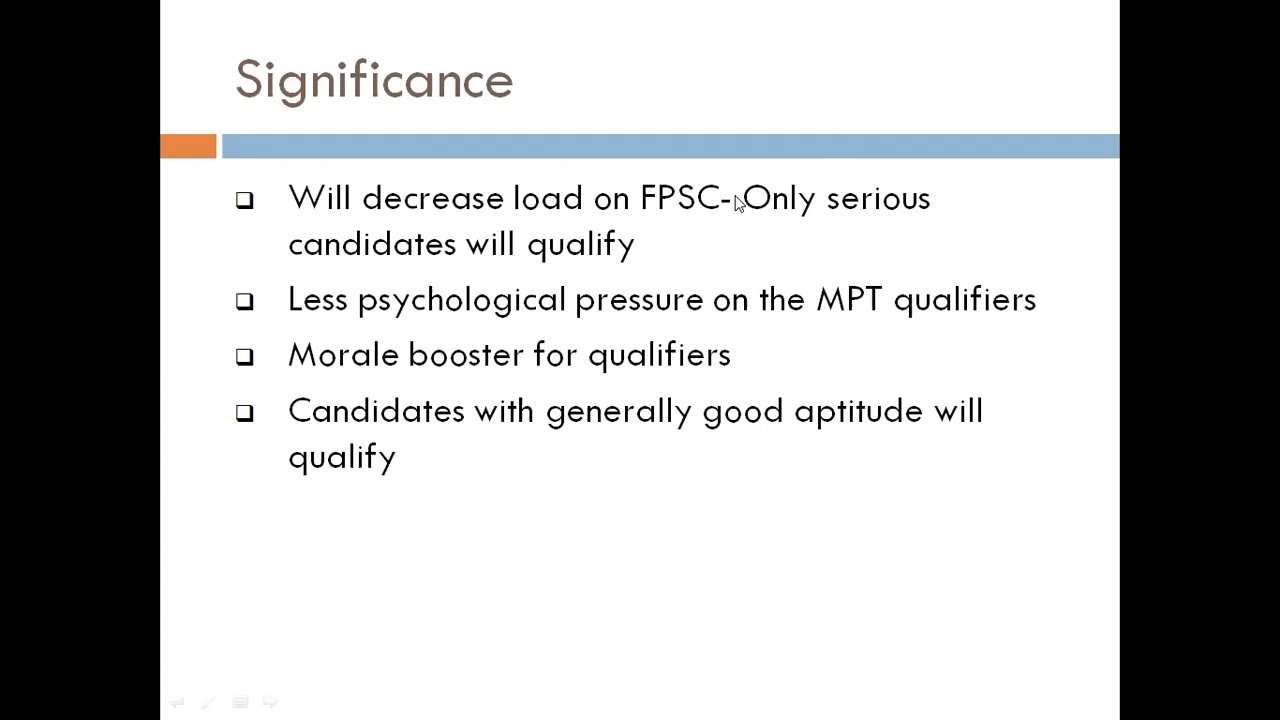 Significance
Will decrease load on FPSC- Only serious
candidates will qualify
Less psychological pressure on the MPT qualifiers
Morale booster for qualifiers
Candidates with generally good aptitude will
qualify